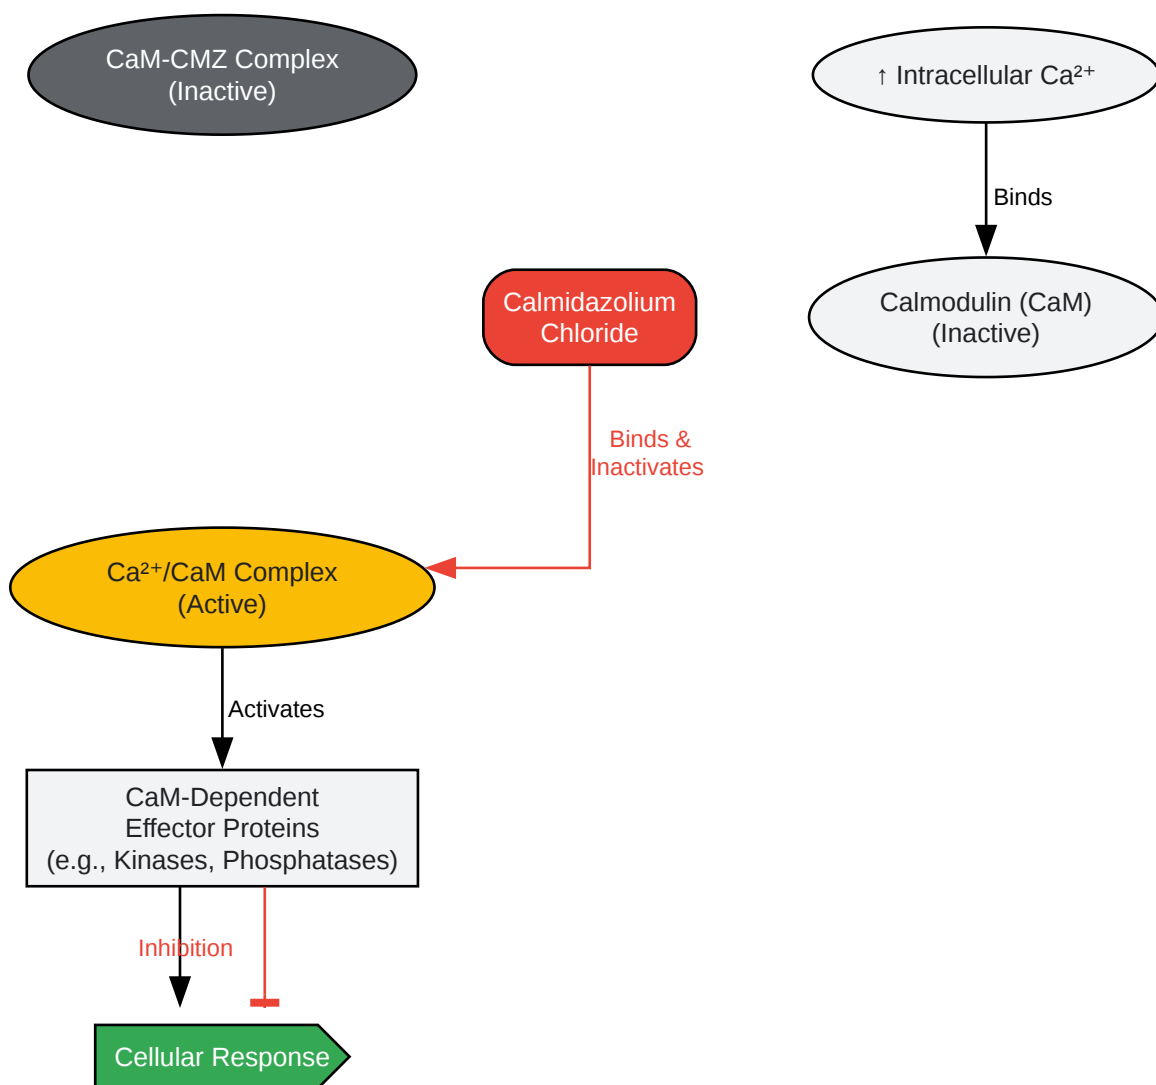 CaM-CMZ Complex
(Inactive)
↑ Intracellular Ca²⁺
Binds
Calmidazolium
Chloride
Calmodulin (CaM)
(Inactive)
Binds &
Inactivates
Ca²⁺/CaM Complex
(Active)
Activates
CaM-Dependent
Effector Proteins
(e.g., Kinases, Phosphatases)
Inhibition
Cellular Response